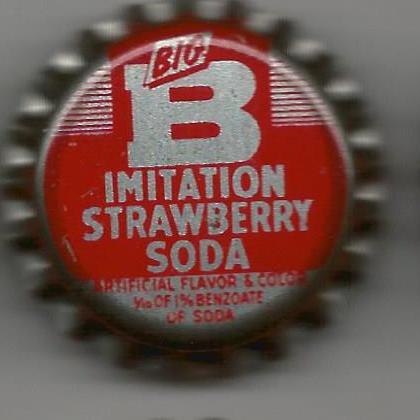 BIG
B
IMITATION
STRAWBERRY
SODA
ARTIFICIAL FLAVOR & COLOR
1/10 OF 1% BENZOATE
OF SODA